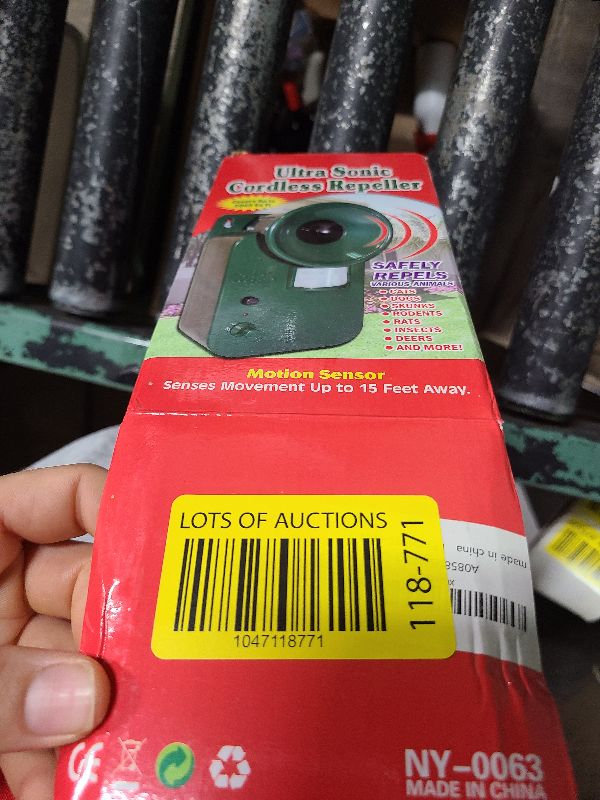 Ultra Sonic
Cordless Repeller
SAFELY
REPELS
VARIOUS ANIMALS
• CATS
• DOGS
• SKUNKS
• RODENTS
• RATS
• INSECTS
• DEERS
• AND MORE!
Motion Sensor
Senses Movement Up to 15 Feet Away.
LOTS OF AUCTIONS
118-771
1047118771
made in china
A0858
CE
NY-0063
MADE IN CHINA